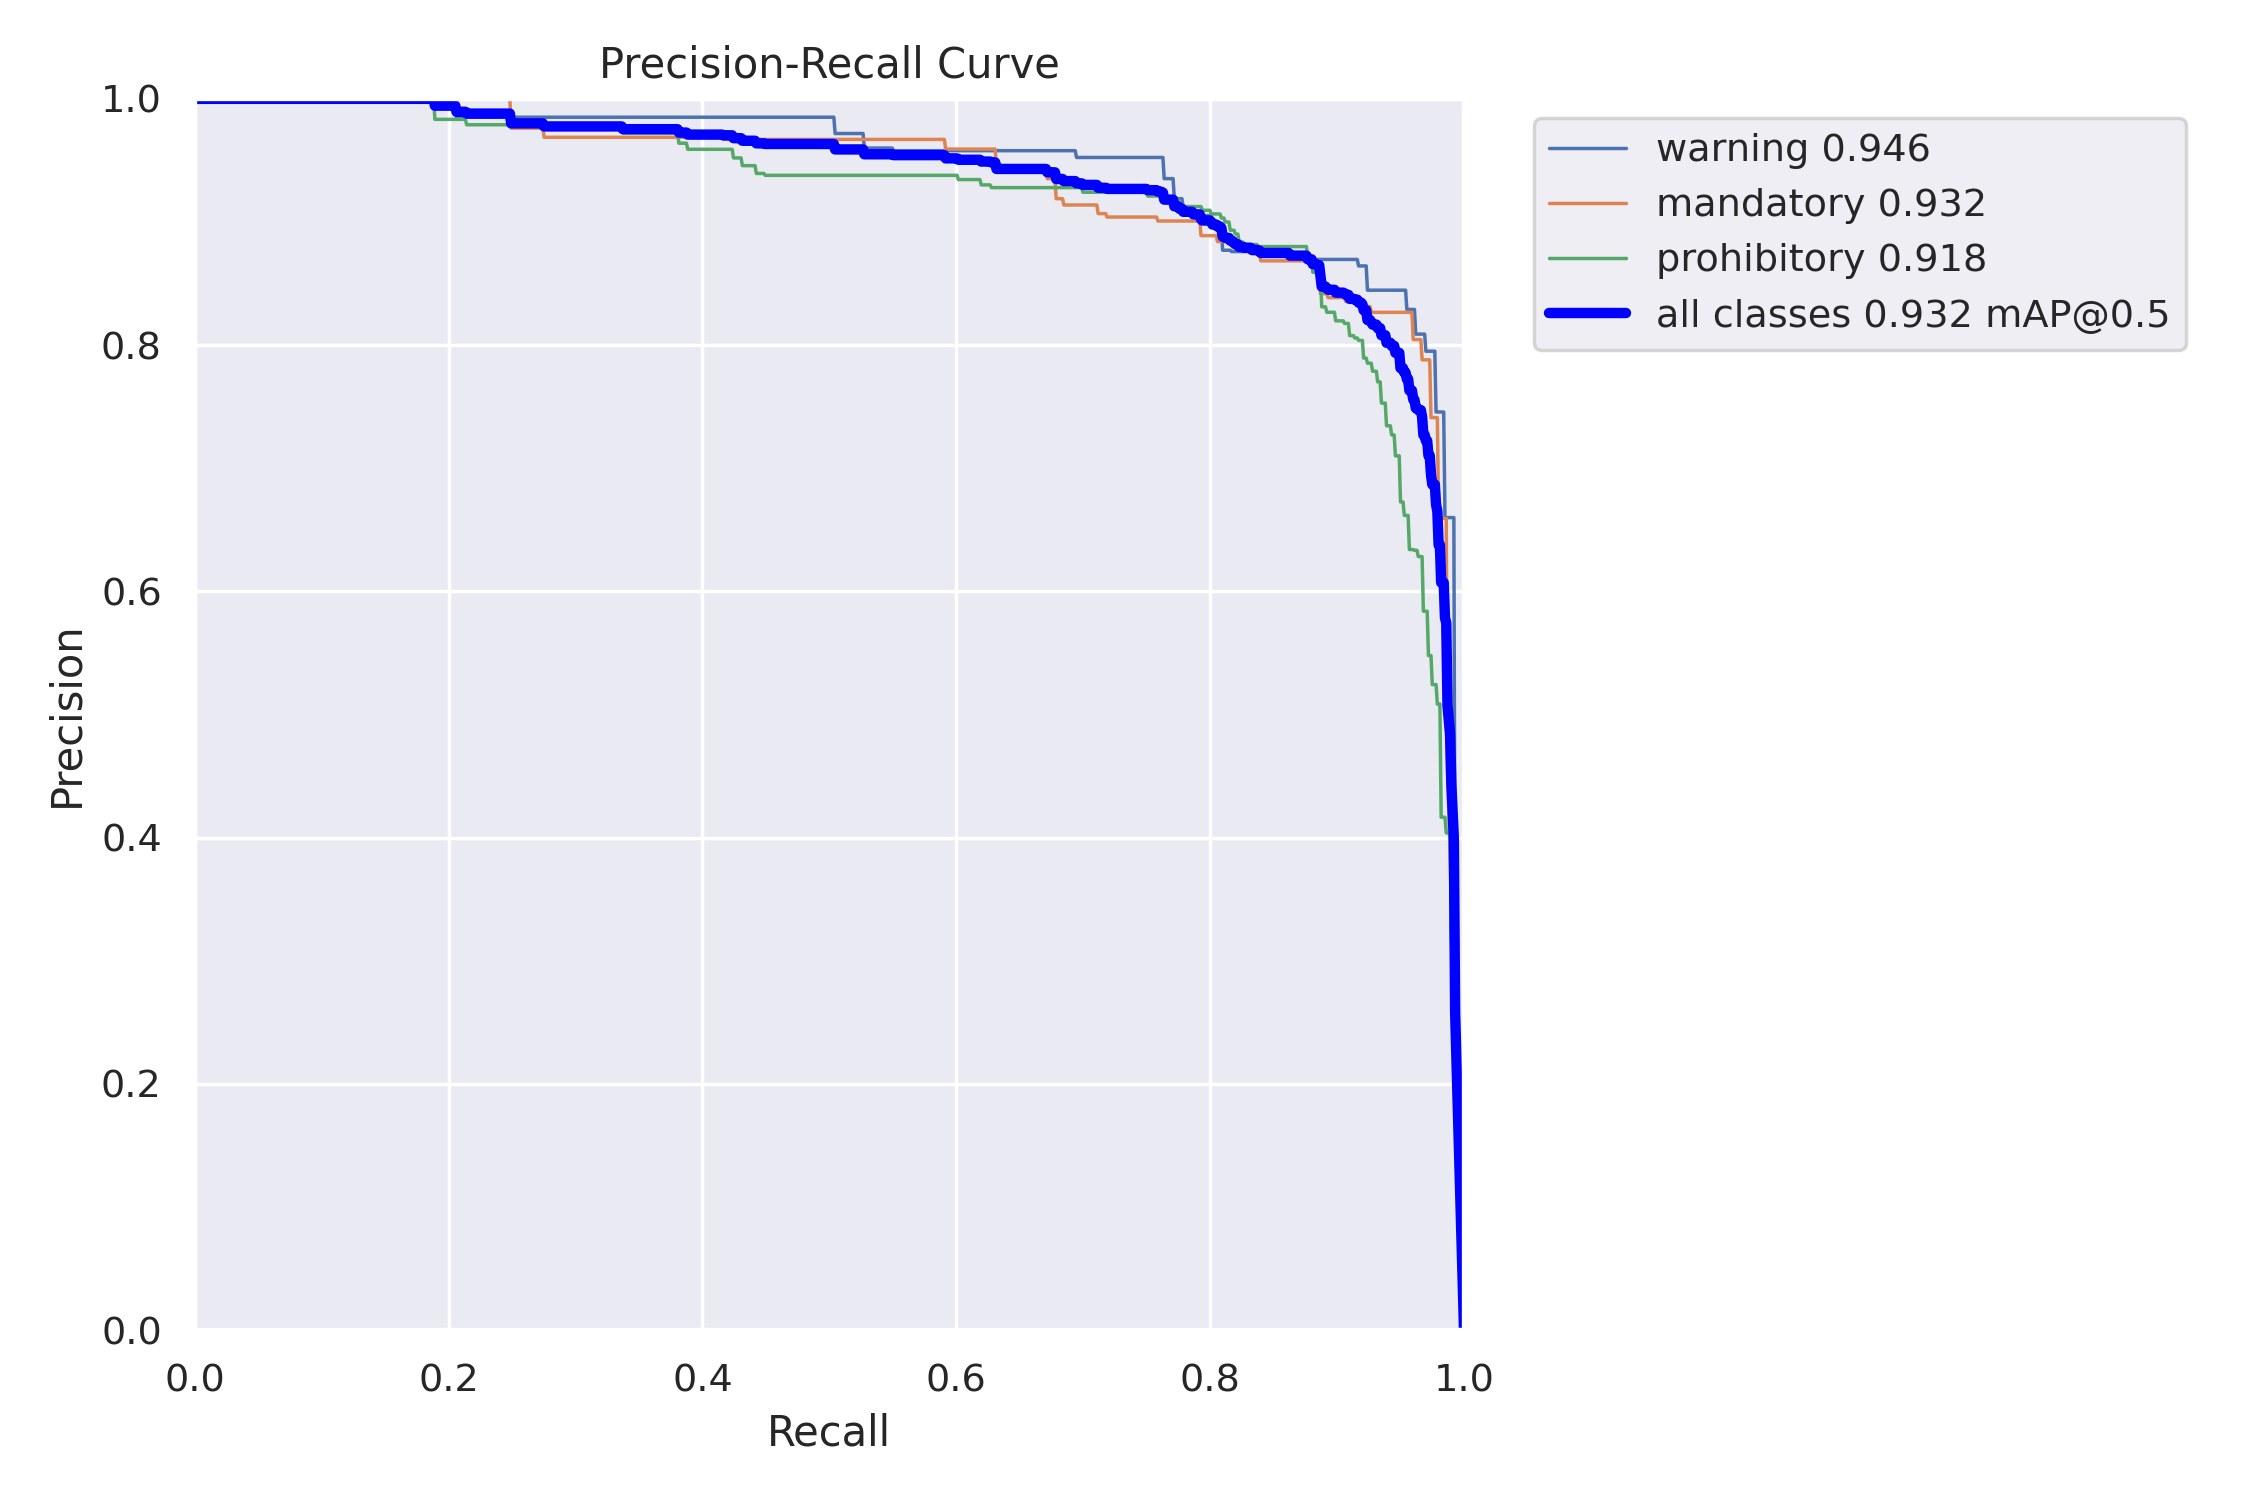 Precision-Recall Curve
1.0
0.8
0.6
0.4
0.2
0.0
Precision
0.0 0.2 0.4 0.6 0.8 1.0
Recall
warning 0.946
mandatory 0.932
prohibitory 0.918
all classes 0.932 mAP@0.5